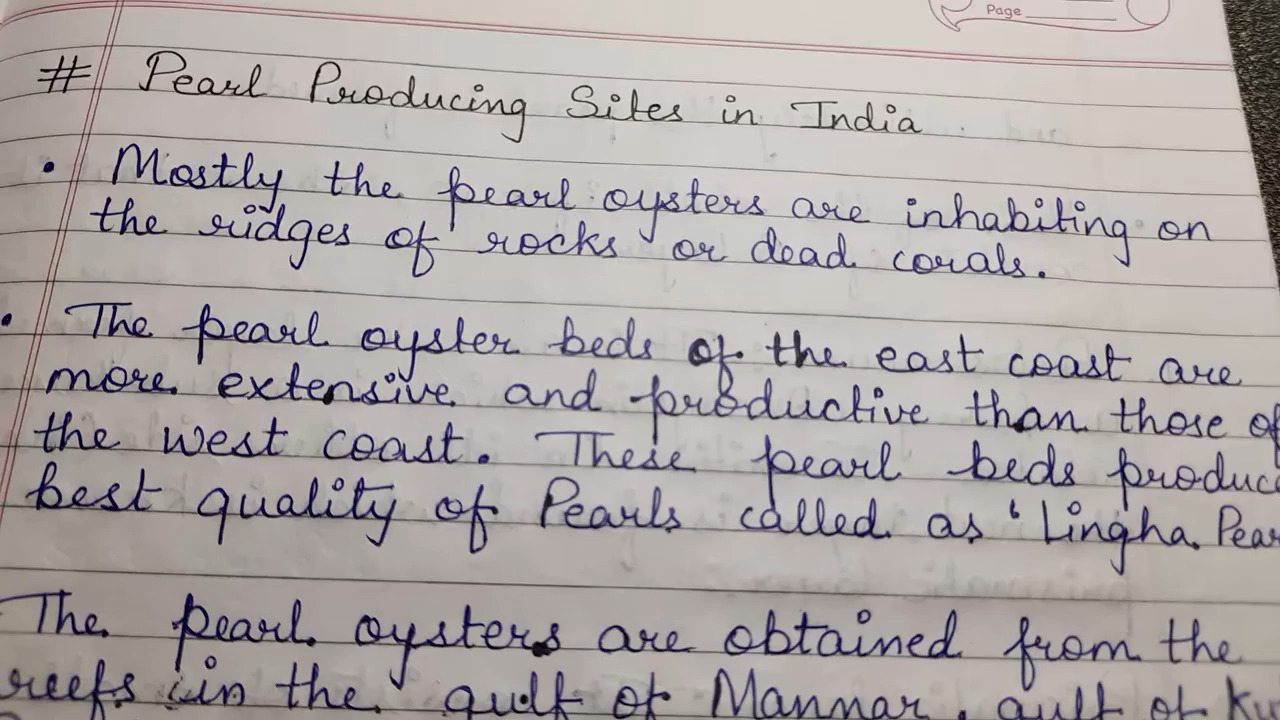 Page
# Pearl Producing Sites in India
• Mostly the pearl oysters are inhabiting on
the ridges of rocks or dead corals.
• The pearl oyster beds of the east coast are
more extensive and productive than those of
the west coast. These pearl beds produc
best quality of Pearls called as ' Lingha Pear
The pearl oysters are obtained from the
reefs in the gulf of Mannar, gulf of